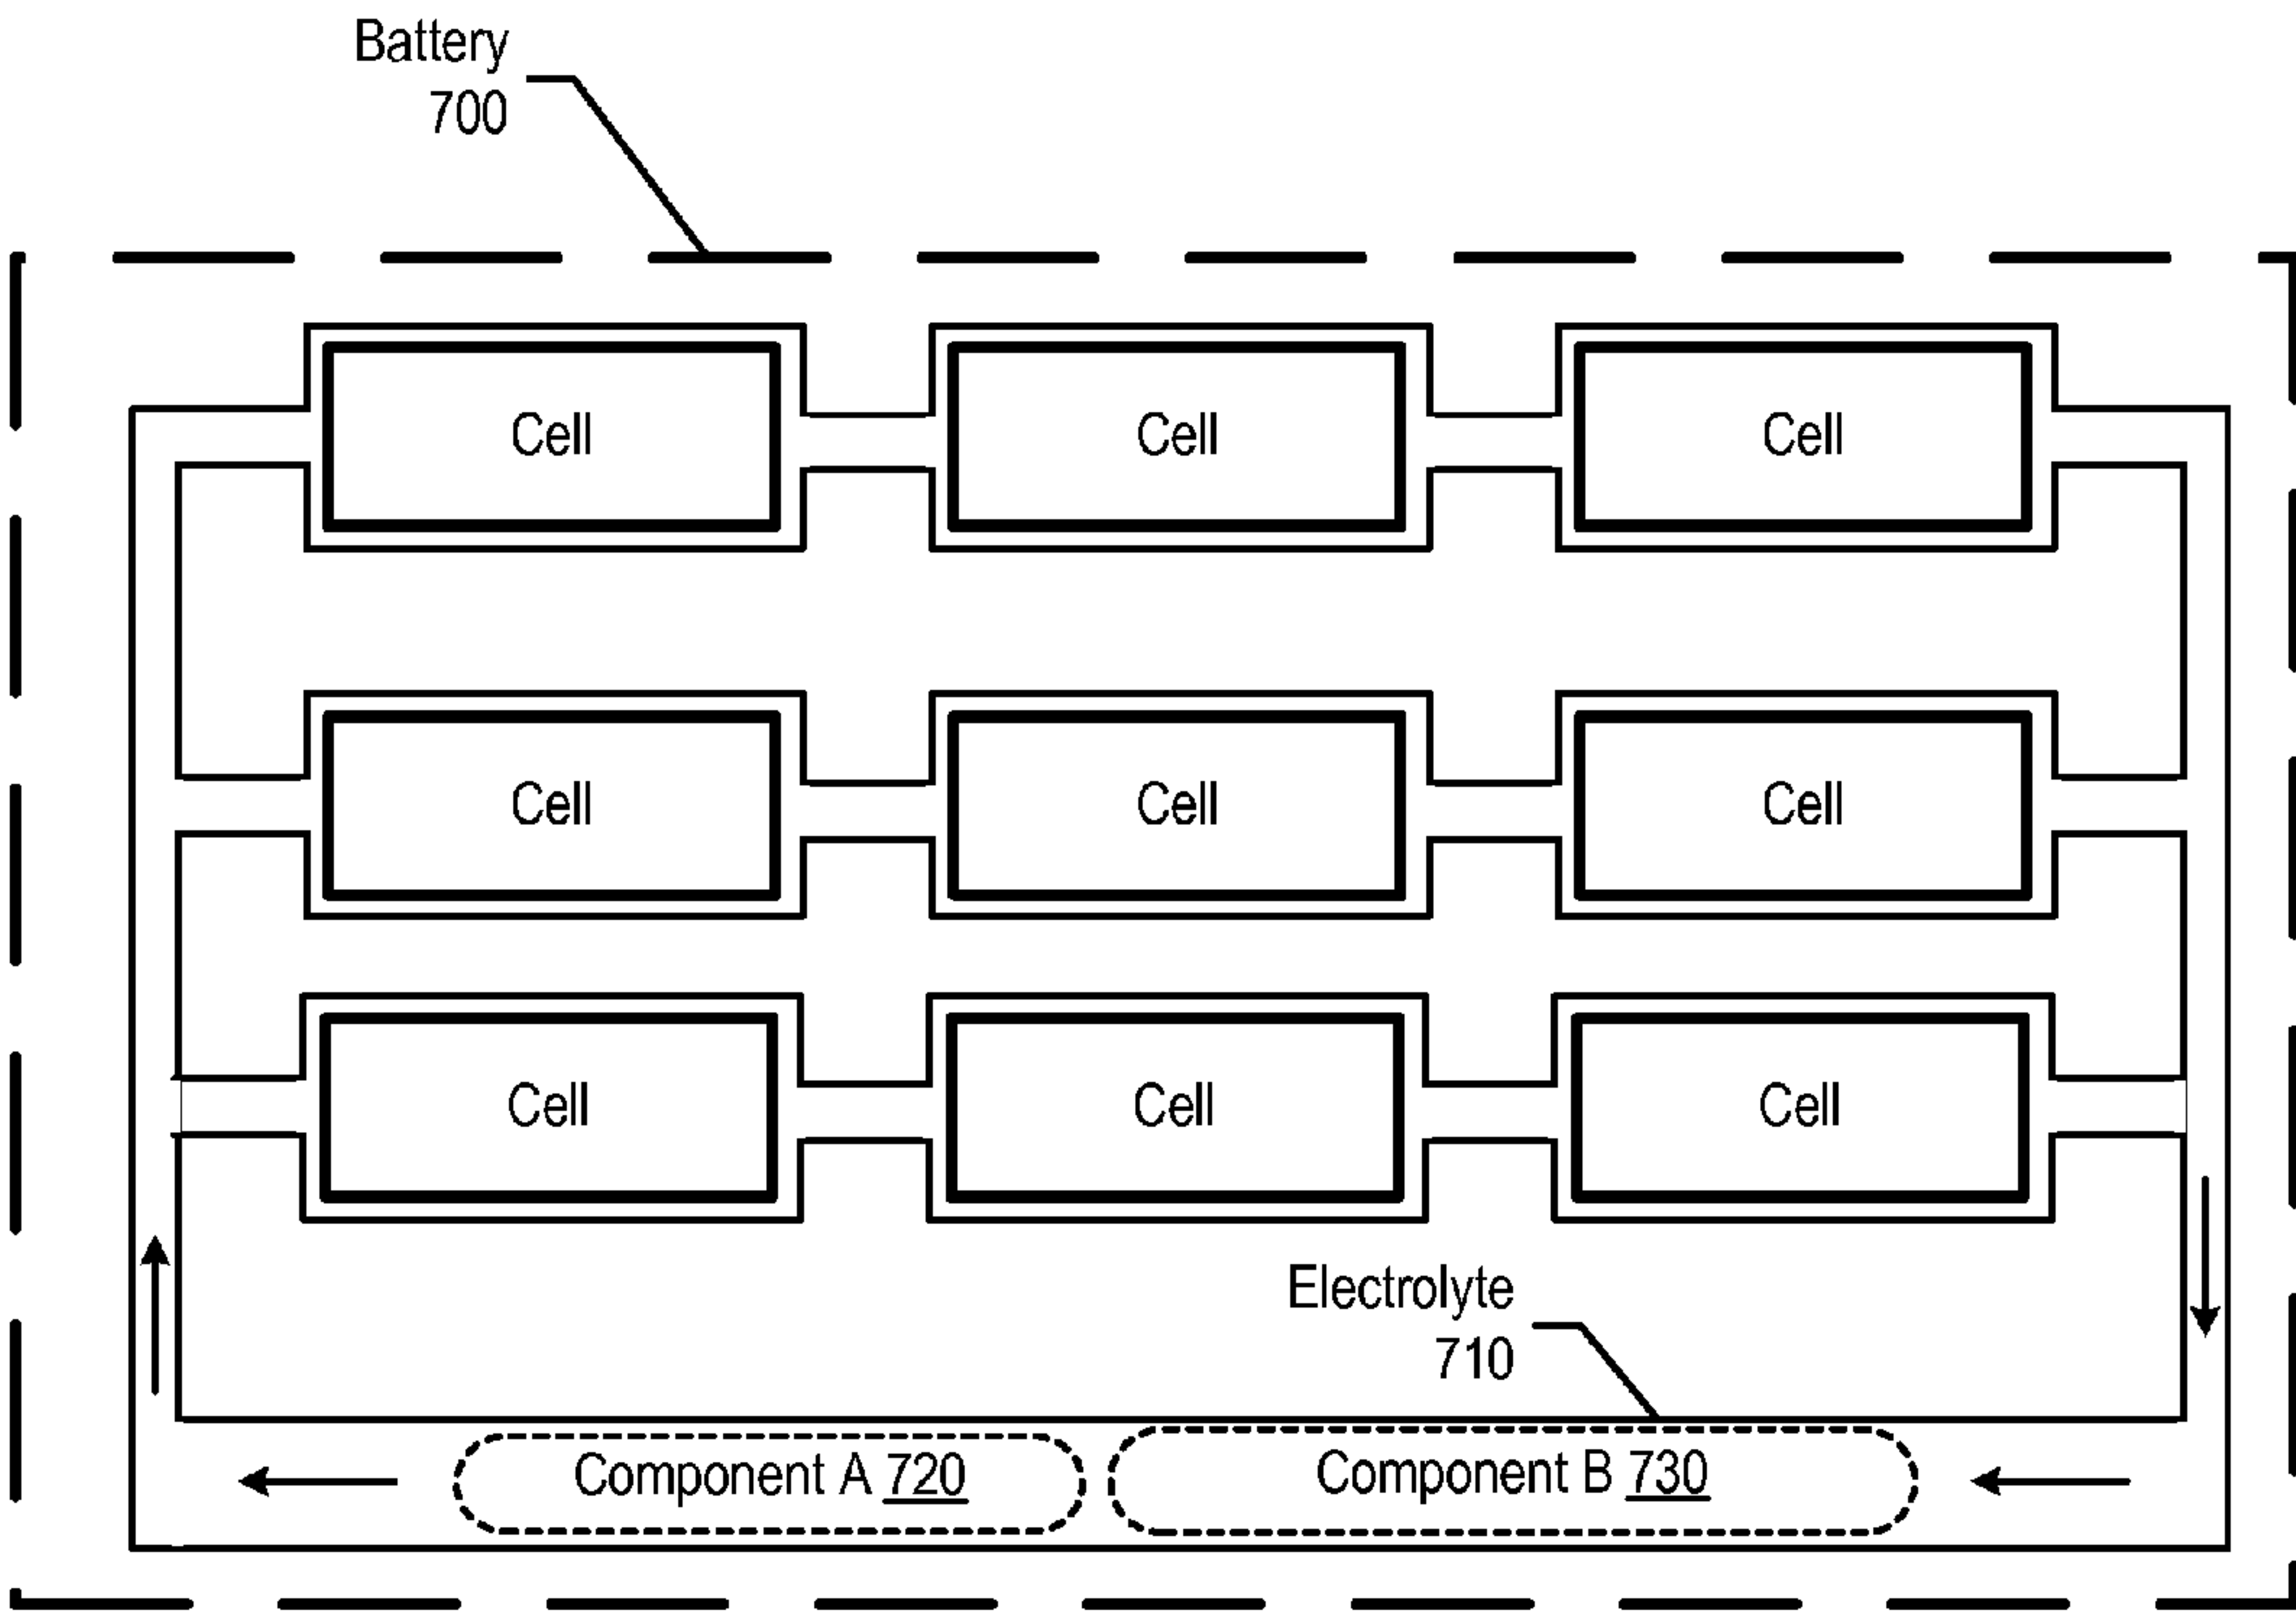 Battery
700
Cell Cell Cell
Cell Cell Cell
Cell Cell Cell
Electrolyte
710
Component A 720 Component B 730